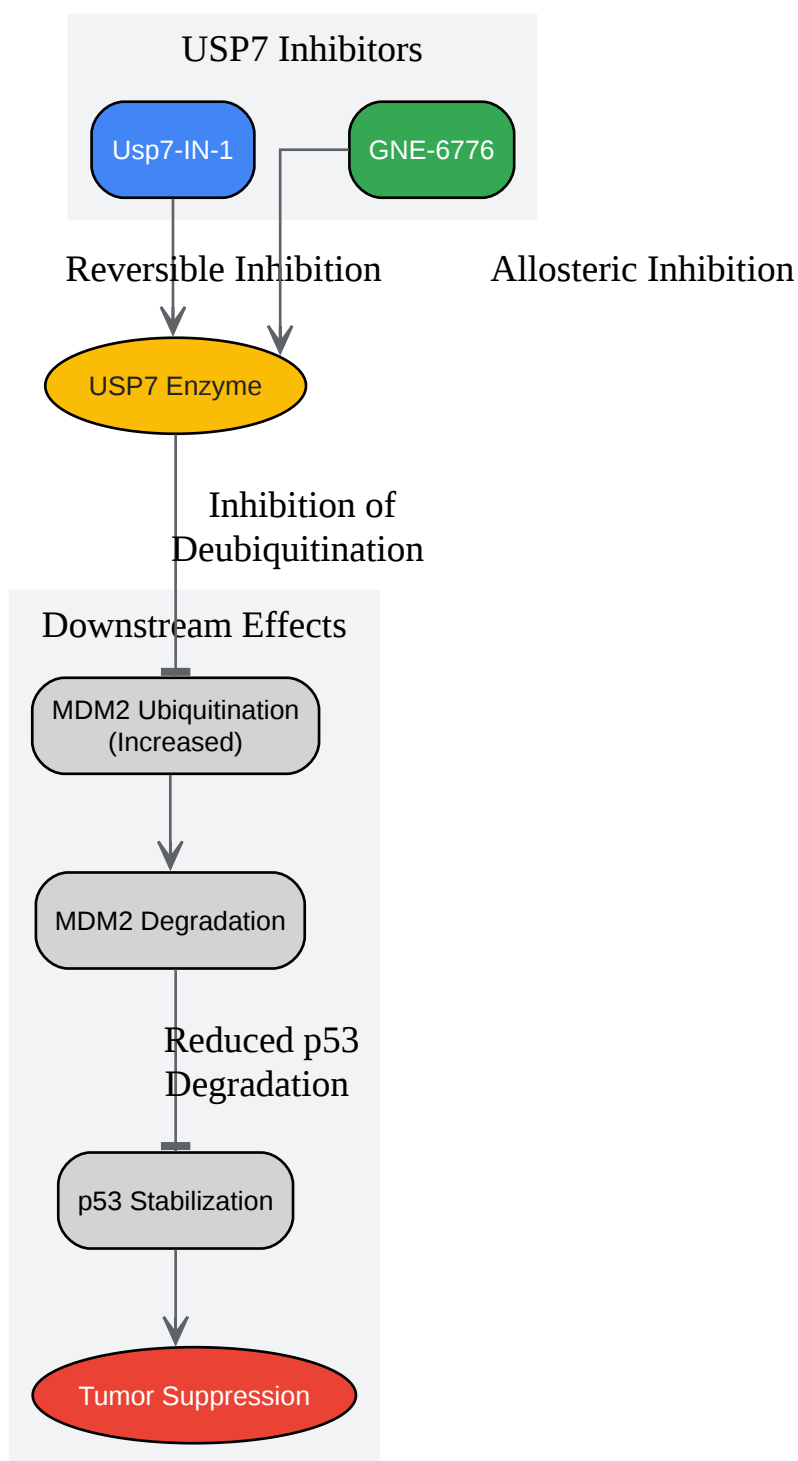 USP7 Inhibitors
Usp7-IN-1
GNE-6776
Reversible Inhibition
Allosteric Inhibition
USP7 Enzyme
Inhibition of
Deubiquitination
Downstream Effects
MDM2 Ubiquitination
(Increased)
MDM2 Degradation
Reduced p53
Degradation
p53 Stabilization
Tumor Suppression